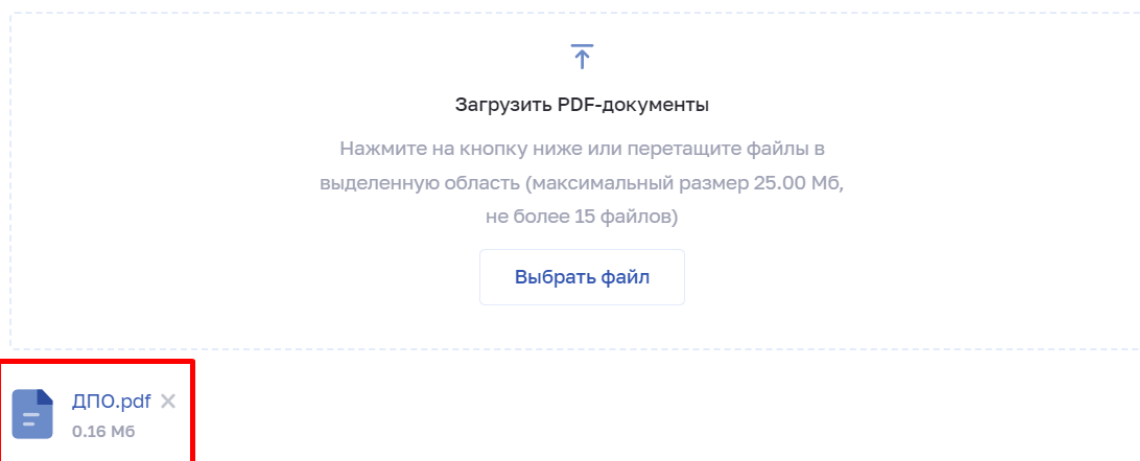 Загрузить PDF-документы
Нажмите на кнопку ниже или перетащите файлы в
выделенную область (максимальный размер 25.00 Мб,
не более 15 файлов)
Выбрать файл
ДПО.pdf
0.16 Мб